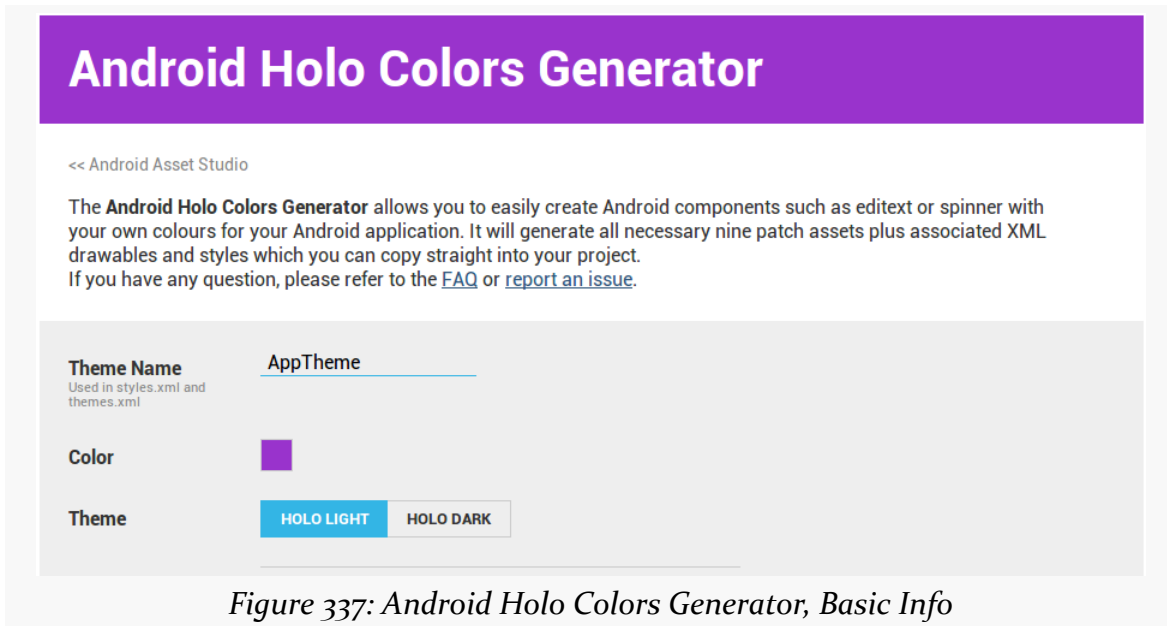 Android Holo Colors Generator
<< Android Asset Studio
The Android Holo Colors Generator allows you to easily create Android components such as editext or spinner with
your own colours for your Android application. It will generate all necessary nine patch assets plus associated XML
drawables and styles which you can copy straight into your project.
If you have any question, please refer to the FAQ or report an issue.
Theme Name
AppTheme
Used in styles.xml and
themes.xml
Color
Theme
HOLO LIGHT HOLO DARK
Figure 337: Android Holo Colors Generator, Basic Info